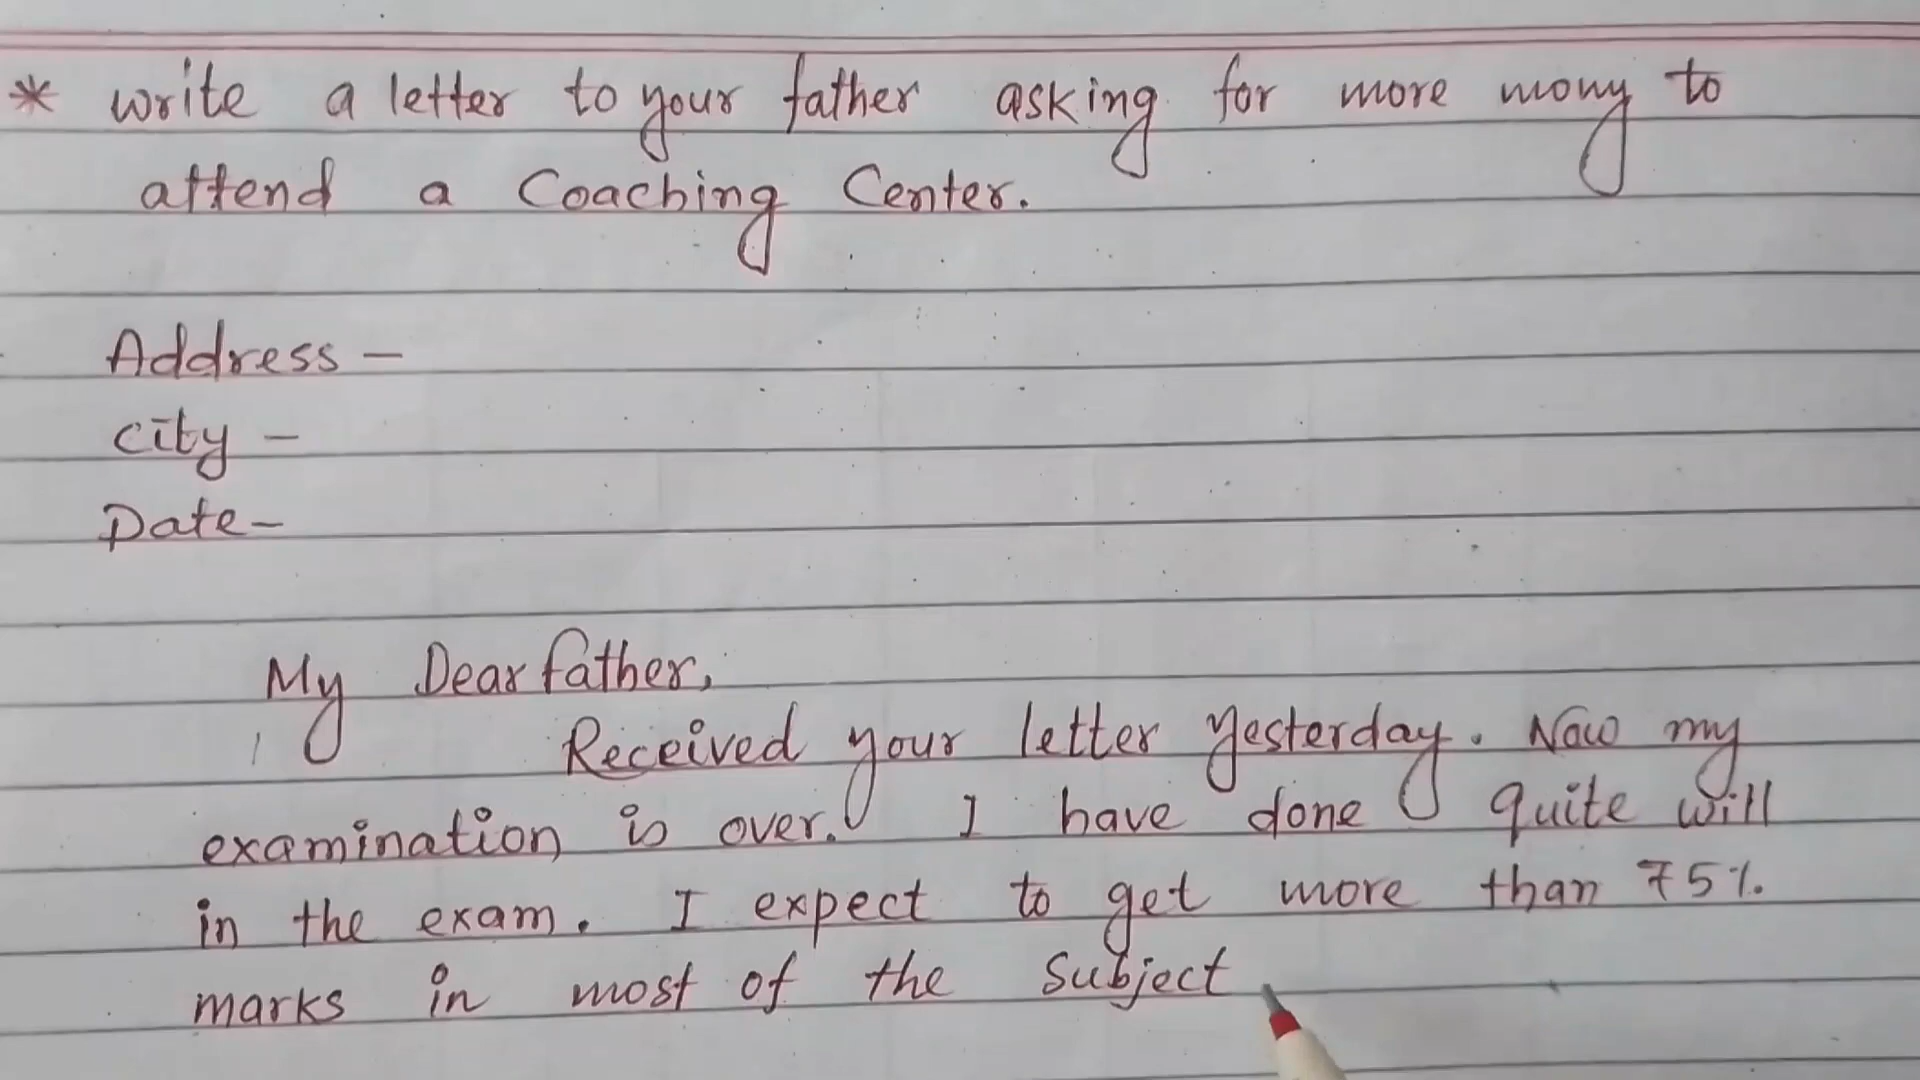 * write a letter to your father asking for more mony to
attend a Coaching Center.
Address –
City –
Date –
My Dear father,
Received your letter yesterday. Now my
examination is over. I have done quite will
in the exam. I expect to get more than 75%
marks in most of the Subject